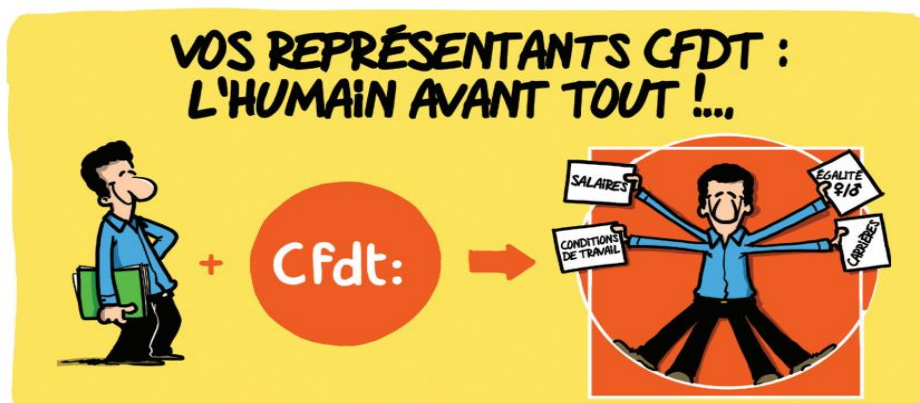 VOS REPRÉSENTANTS CFDT :
L'HUMAIN AVANT TOUT !...
SALAIRES
ÉGALITÉ
♀/♂
Cfdt:
+
CONDITIONS
DE TRAVAIL
CARRIÈRES